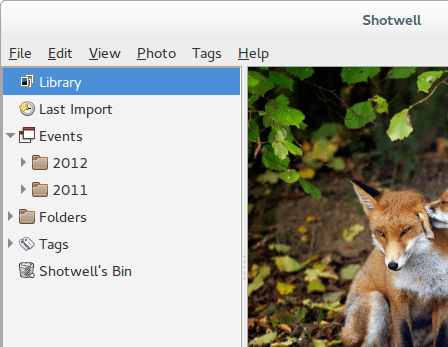 Shotwell
File Edit View Photo Tags Help
Library
Last Import
Events
2012
2011
Folders
Tags
Shotwell's Bin